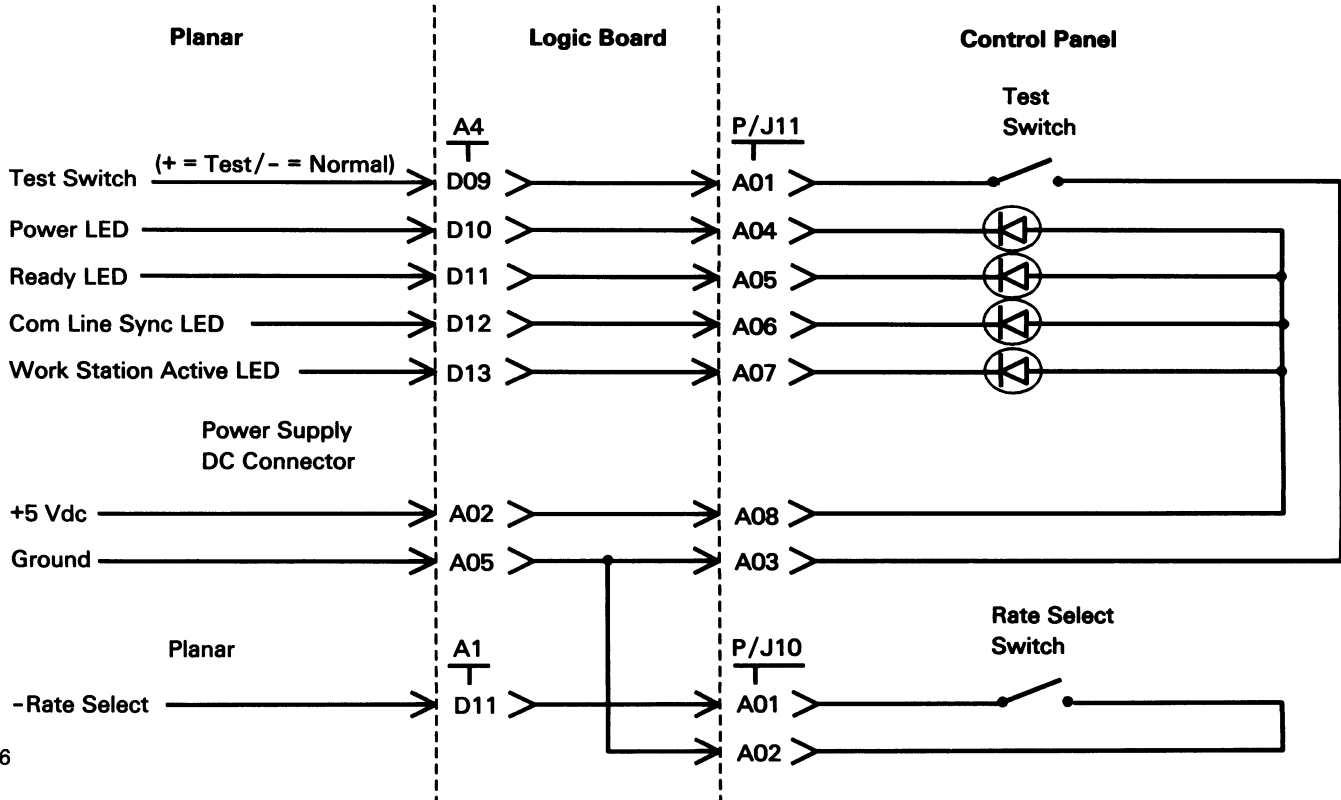 Planar Logic Board Control Panel
Test
Switch
A4 P/J11
(+ = Test/- = Normal)
Test Switch D09 A01
Power LED D10 A04
Ready LED D11 A05
Com Line Sync LED D12 A06
Work Station Active LED D13 A07
Power Supply
DC Connector
+5 Vdc A02 A08
Ground A05 A03
Rate Select
Switch
Planar A1 P/J10
-Rate Select D11 A01
A02
6